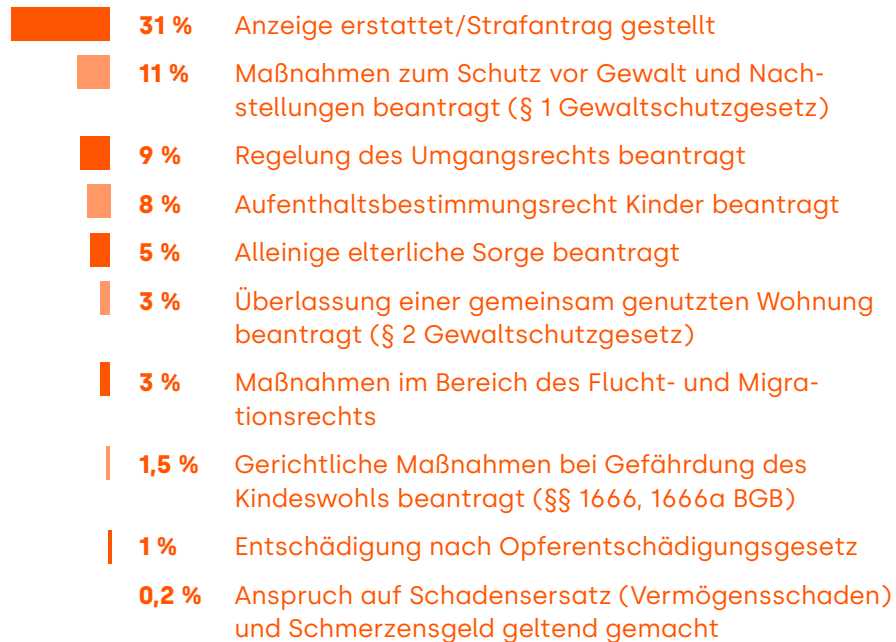 31 % Anzeige erstattet/Strafantrag gestellt
11 % Maßnahmen zum Schutz vor Gewalt und Nach-
stellungen beantragt (§ 1 Gewaltschutzgesetz)
9 % Regelung des Umgangsrechts beantragt
8 % Aufenthaltsbestimmungsrecht Kinder beantragt
5 % Alleinige elterliche Sorge beantragt
3 % Überlassung einer gemeinsam genutzten Wohnung
beantragt (§ 2 Gewaltschutzgesetz)
3 % Maßnahmen im Bereich des Flucht- und Migra-
tionsrechts
1,5 % Gerichtliche Maßnahmen bei Gefährdung des
Kindeswohls beantragt (§§ 1666, 1666a BGB)
1 % Entschädigung nach Opferentschädigungsgesetz
0,2 % Anspruch auf Schadensersatz (Vermögensschaden)
und Schmerzensgeld geltend gemacht